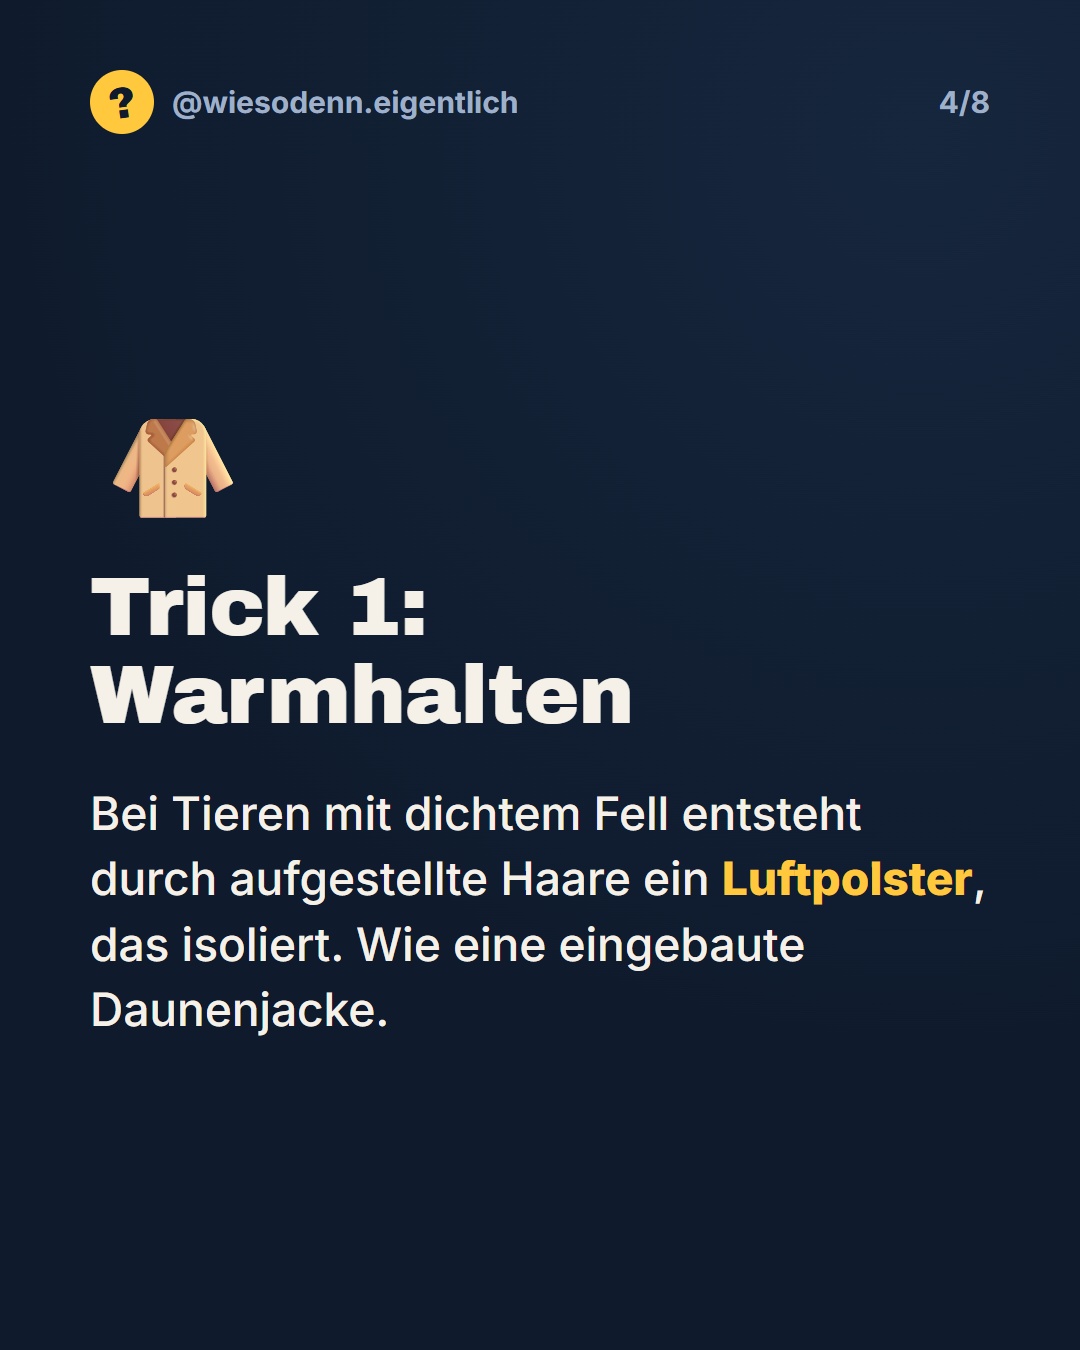 ?
@wiesodenn.eigentlich
4/8
Trick 1:
Warmhalten
Bei Tieren mit dichtem Fell entsteht
durch aufgestellte Haare ein Luftpolster,
das isoliert. Wie eine eingebaute
Daunenjacke.